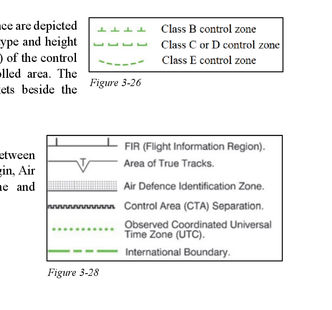 nce are depicted
ype and height
) of the control
olled area. The
ets beside the
Class B control zone
Class C or D control zone
Class E control zone
Figure 3-26
etween
gin, Air
ne and
FIR (Flight Information Region).
Area of True Tracks.
Air Defence Identification Zone.
Control Area (CTA) Separation.
Observed Coordinated Universal
Time Zone (UTC).
International Boundary.
Figure 3-28